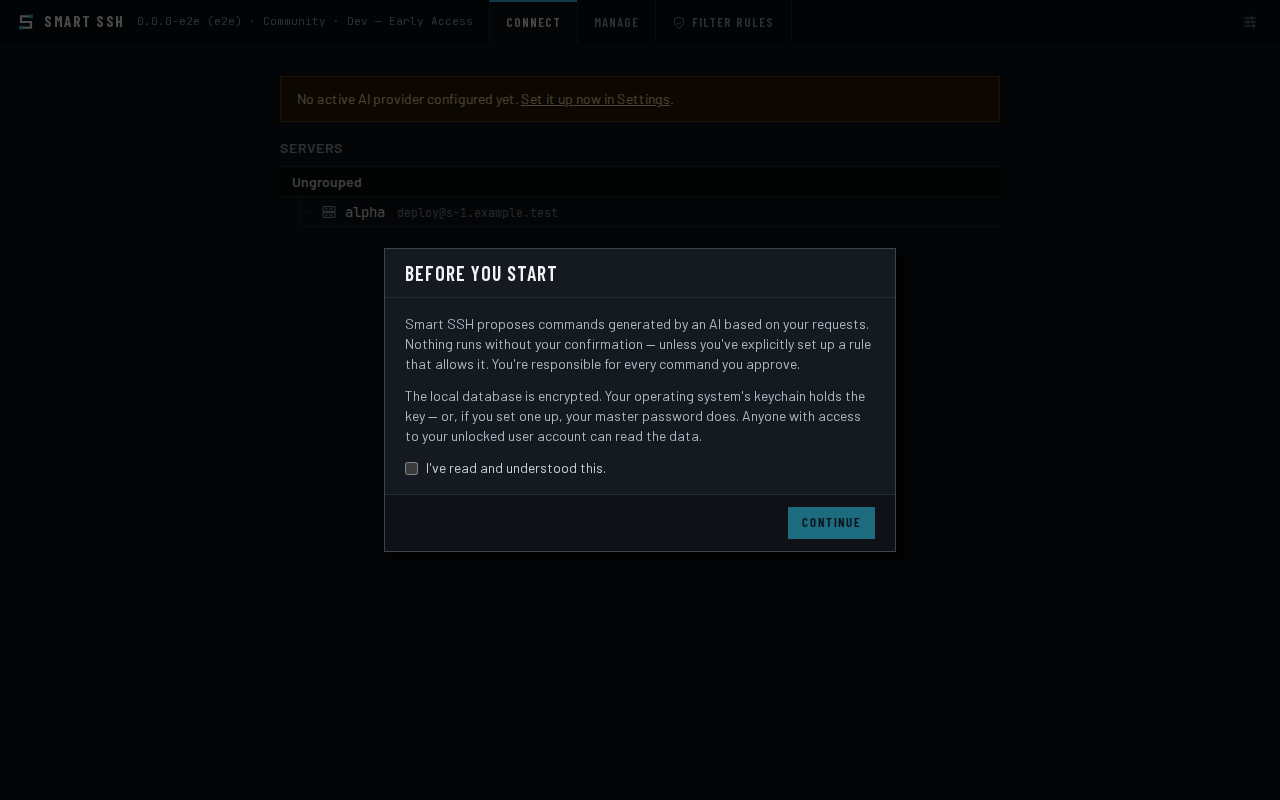 SMART SSH 0.0.0-e2e (e2e) · Community · Dev — Early Access CONNECT MANAGE FILTER RULES
No active AI provider configured yet. Set it up now in Settings.
SERVERS
Ungrouped
alpha deploy@s-1.example.test
BEFORE YOU START
Smart SSH proposes commands generated by an AI based on your requests.
Nothing runs without your confirmation — unless you've explicitly set up a rule
that allows it. You're responsible for every command you approve.
The local database is encrypted. Your operating system's keychain holds the
key — or, if you set one up, your master password does. Anyone with access
to your unlocked user account can read the data.
I've read and understood this.
CONTINUE